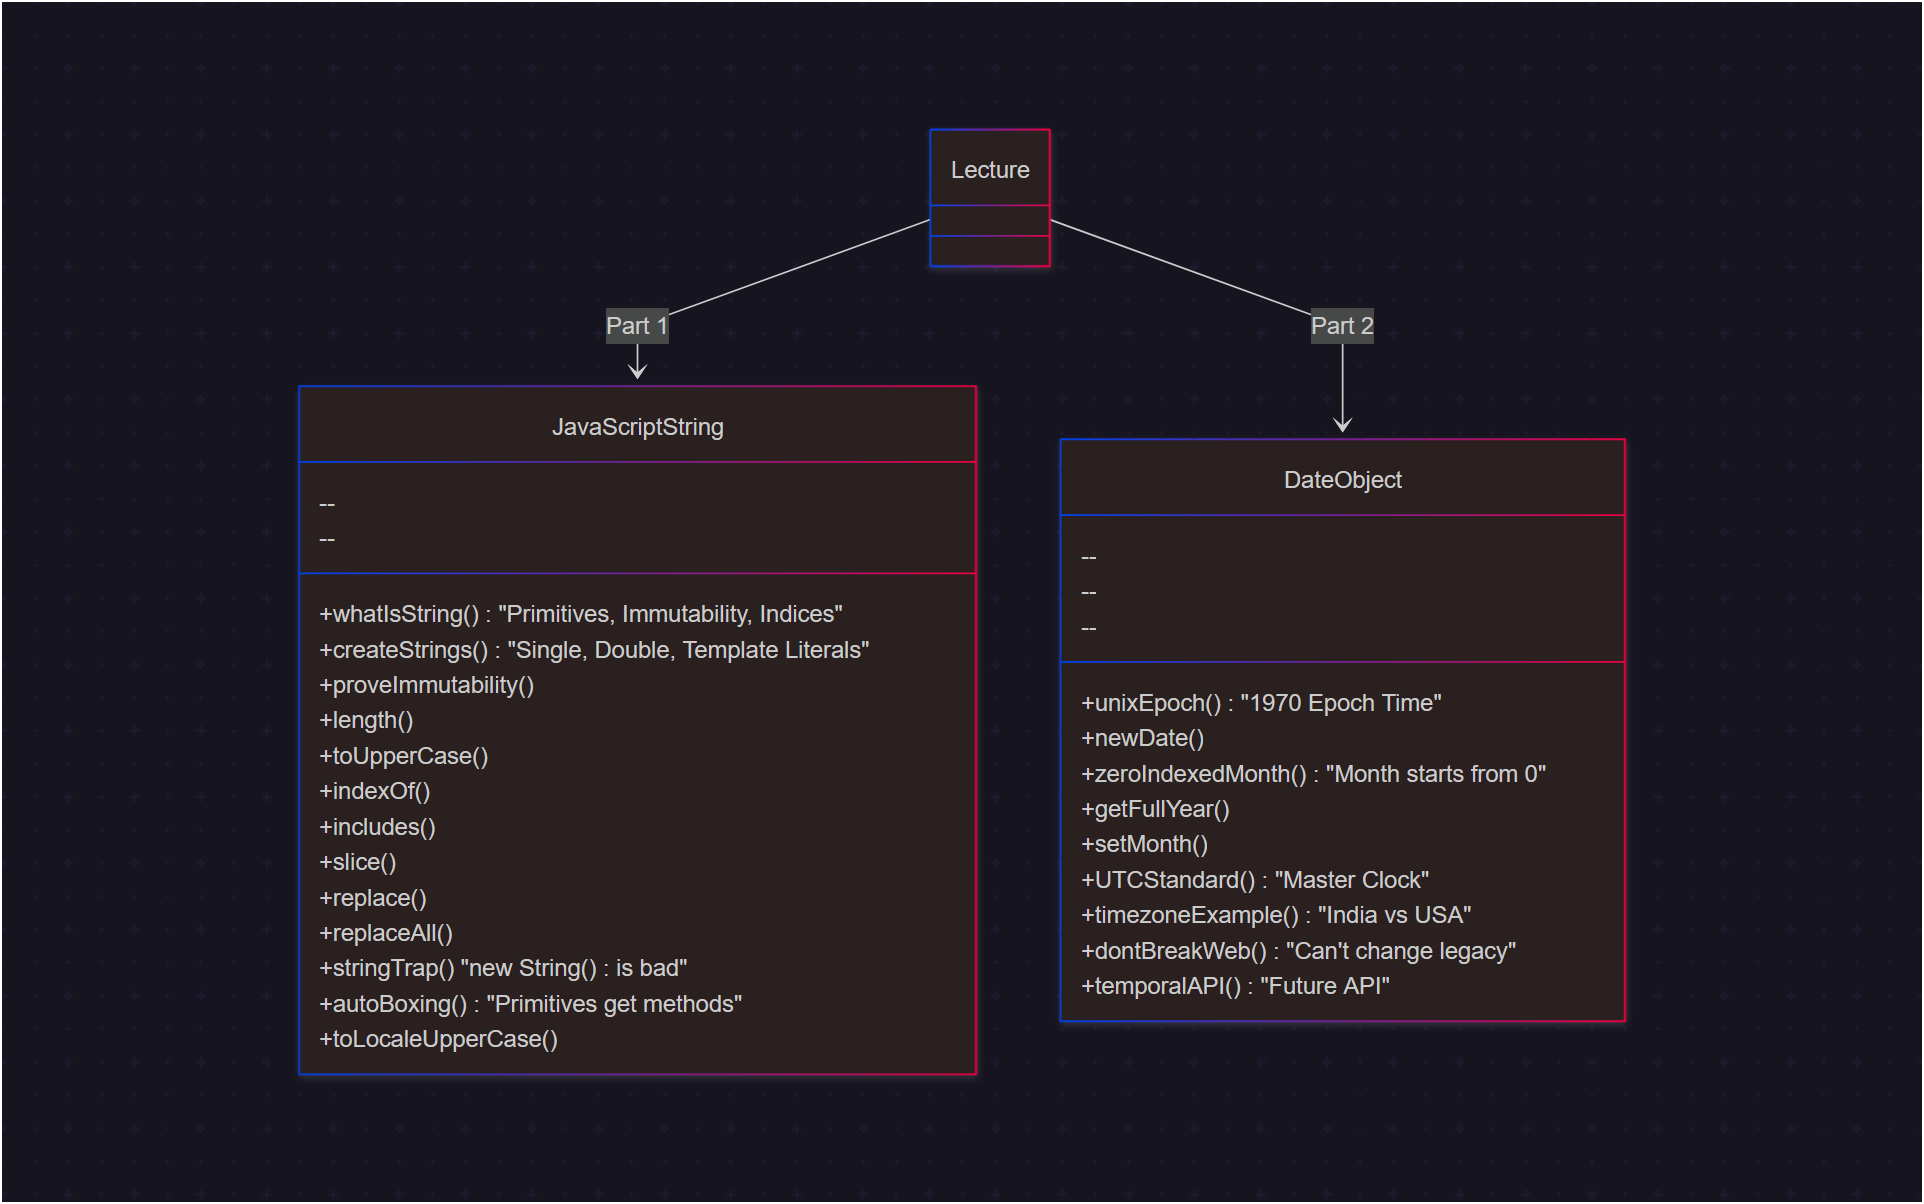 Lecture
Part 1
Part 2
JavaScriptString
--
--
+whatIsString() : "Primitives, Immutability, Indices"
+createStrings() : "Single, Double, Template Literals"
+proveImmutability()
+length()
+toUpperCase()
+indexOf()
+includes()
+slice()
+replace()
+replaceAll()
+stringTrap() "new String() : is bad"
+autoBoxing() : "Primitives get methods"
+toLocaleUpperCase()
DateObject
--
--
--
+unixEpoch() : "1970 Epoch Time"
+newDate()
+zeroIndexedMonth() : "Month starts from 0"
+getFullYear()
+setMonth()
+UTCStandard() : "Master Clock"
+timezoneExample() : "India vs USA"
+dontBreakWeb() : "Can't change legacy"
+temporalAPI() : "Future API"